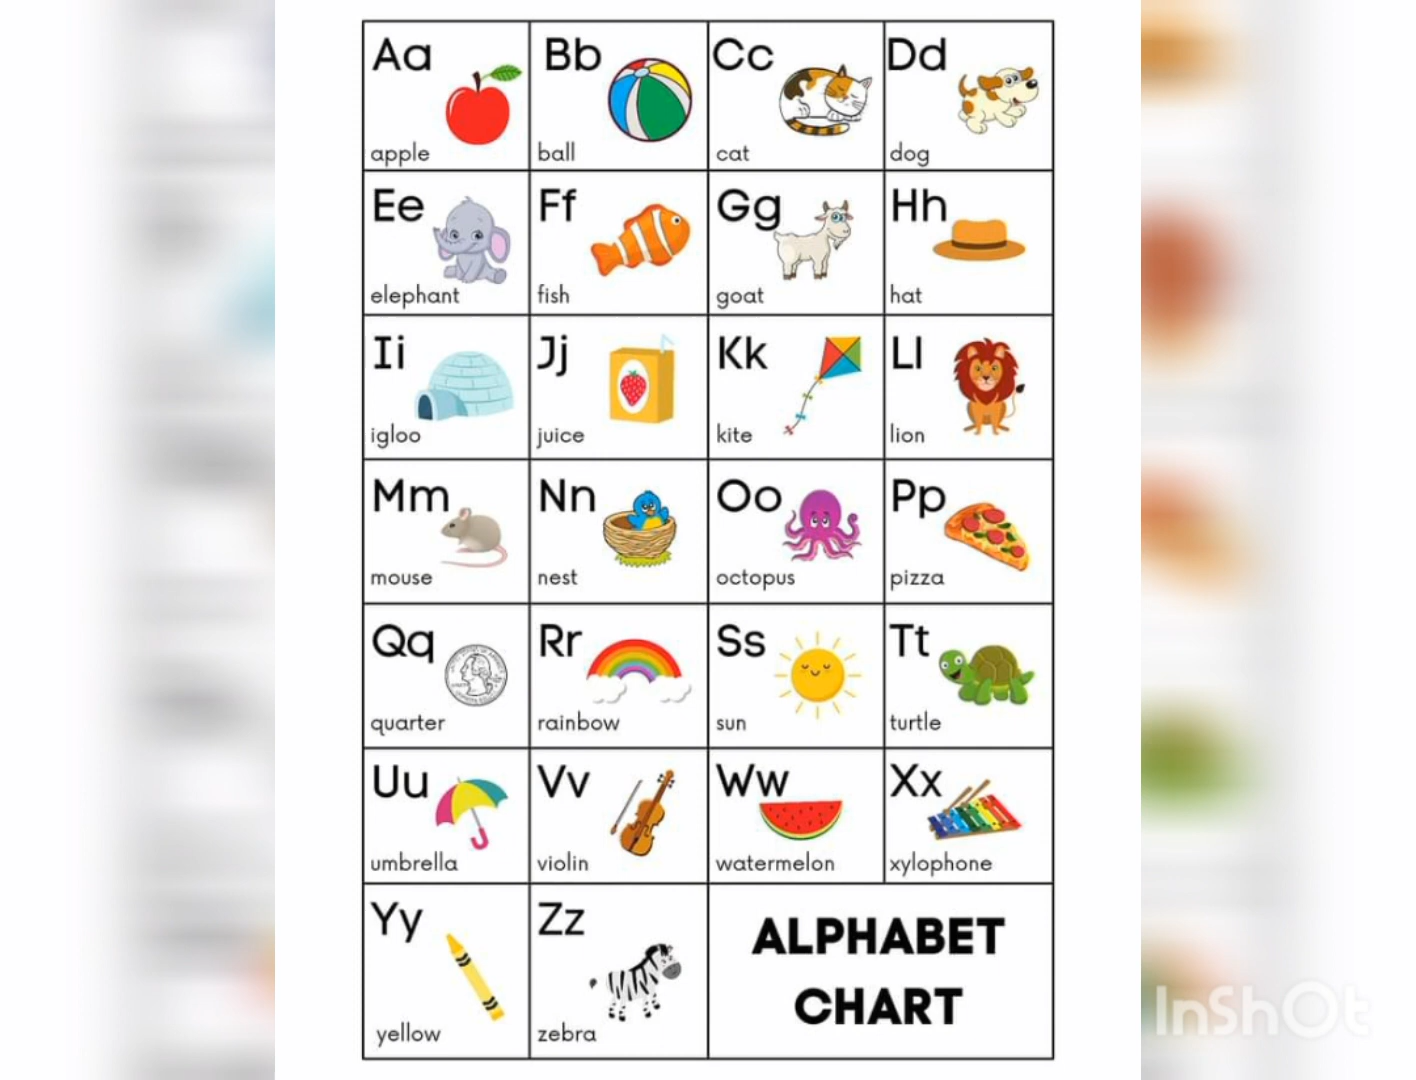 Aa
apple
Bb
ball
Cc
cat
Dd
dog
Ee
elephant
Ff
fish
Gg
goat
Hh
hat
Ii
igloo
Jj
juice
Kk
kite
Ll
lion
Mm
mouse
Nn
nest
Oo
octopus
Pp
pizza
Qq
quarter
Rr
rainbow
Ss
sun
Tt
turtle
Uu
umbrella
Vv
violin
Ww
watermelon
Xx
xylophone
Yy
yellow
Zz
zebra
ALPHABET
CHART
InShOt